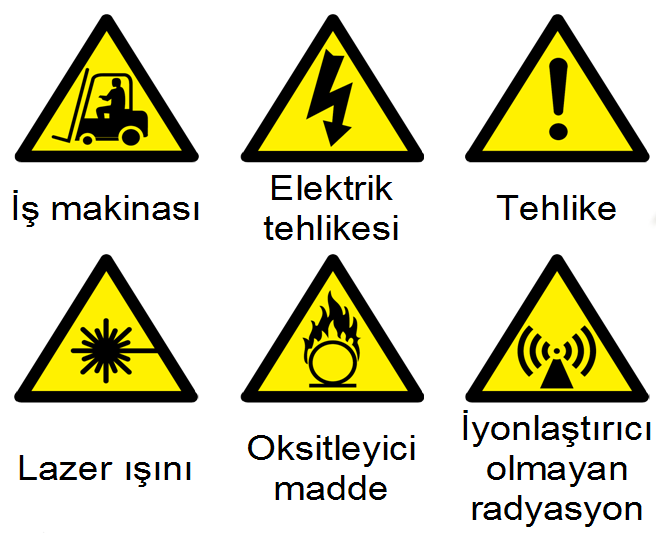 İş makinası
Elektrik
tehlikesi
Tehlike
Lazer ışını
Oksitleyici
madde
İyonlaştırıcı
olmayan
radyasyon